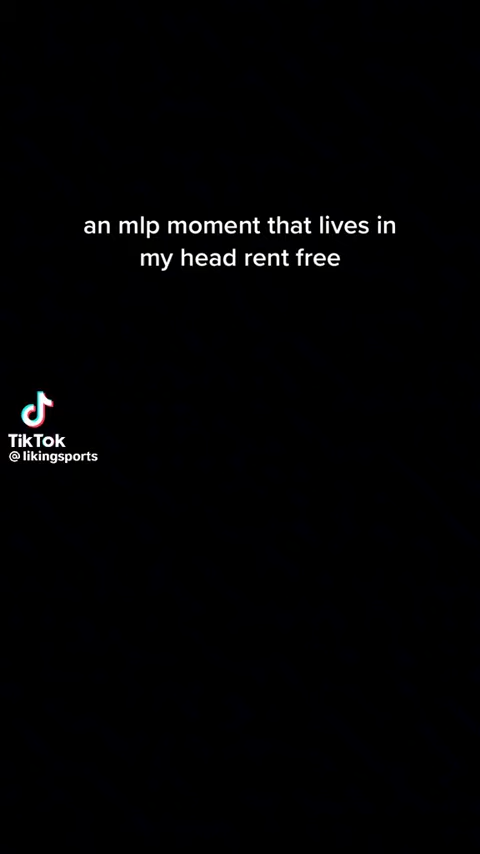 an mlp moment that lives in
my head rent free
TikTok
@likingsports